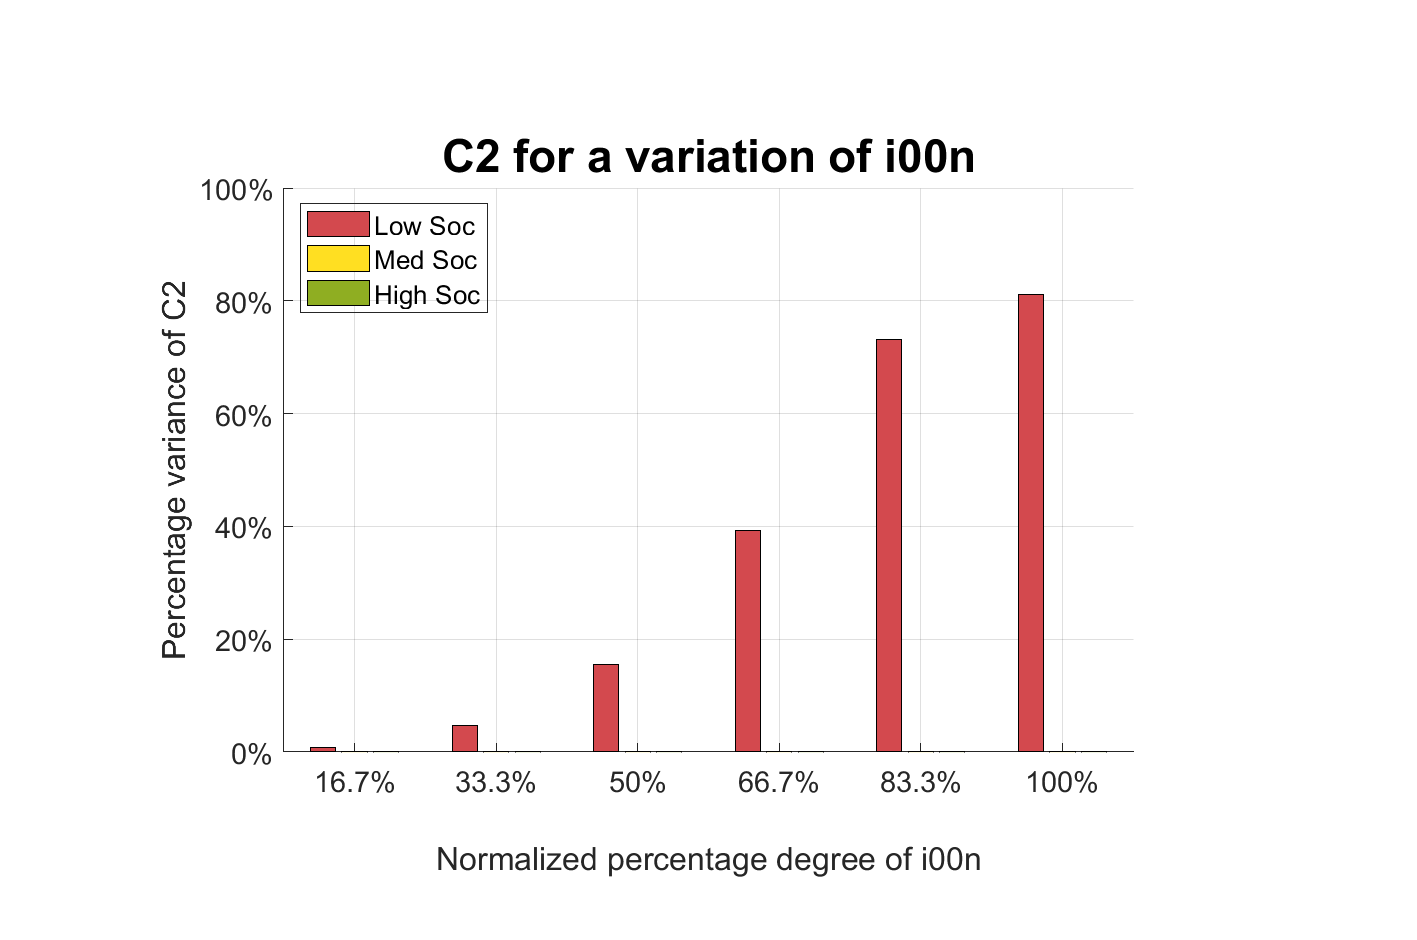 C2 for a variation of i00n
100%
80%
60%
40%
20%
0%
Percentage variance of C2
Low Soc
Med Soc
High Soc
16.7% 33.3% 50% 66.7% 83.3% 100%
Normalized percentage degree of i00n